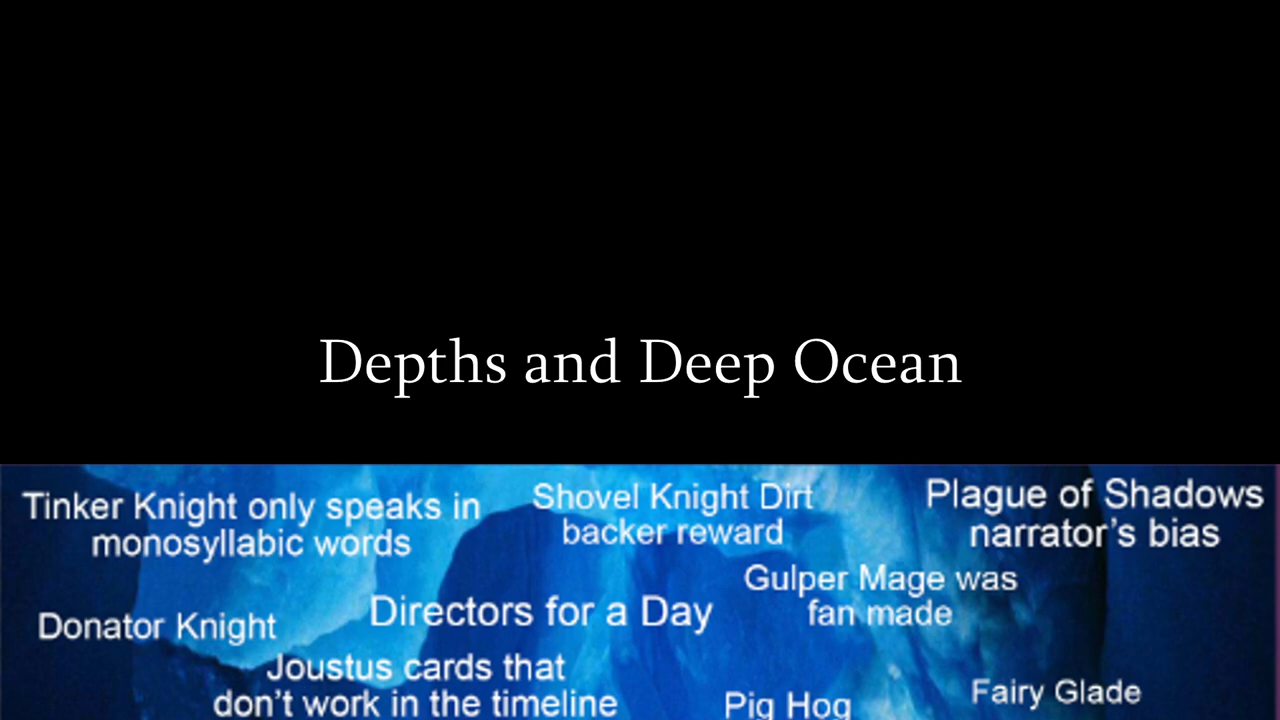 Depths and Deep Ocean
Tinker Knight only speaks in
monosyllabic words
Shovel Knight Dirt
backer reward
Plague of Shadows
narrator's bias
Gulper Mage was
fan made
Directors for a Day
Donator Knight
Joustus cards that
don't work in the timeline
Pig Hog
Fairy Glade